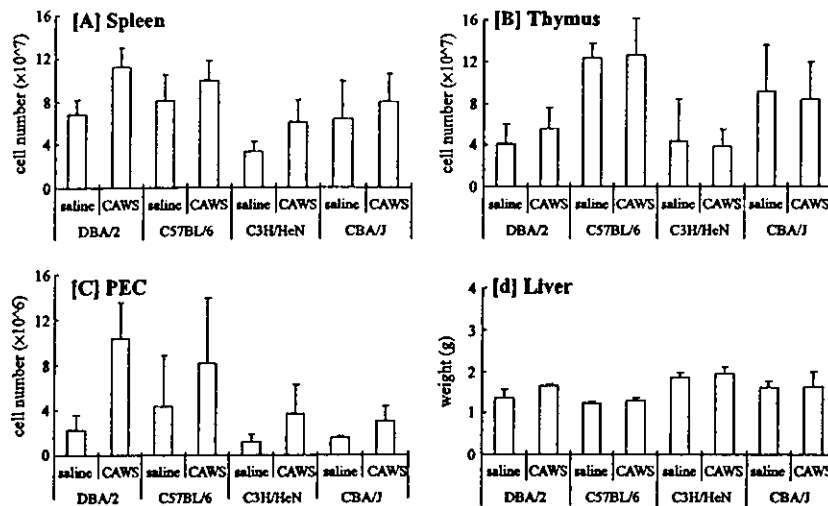 [A] Spleen
cell number (×10^7)
16
12
8
4
0
saline CAWS saline CAWS saline CAWS saline CAWS
DBA/2 C57BL/6 C3H/HeN CBA/J
[B] Thymus
cell number (×10^7)
16
12
8
4
0
saline CAWS saline CAWS saline CAWS saline CAWS
DBA/2 C57BL/6 C3H/HeN CBA/J
[C] PEC
cell number (×10^6)
16
12
8
4
0
saline CAWS saline CAWS saline CAWS saline CAWS
DBA/2 C57BL/6 C3H/HeN CBA/J
[d] Liver
weight (g)
4
3
2
1
0
saline CAWS saline CAWS saline CAWS saline CAWS
DBA/2 C57BL/6 C3H/HeN CBA/J